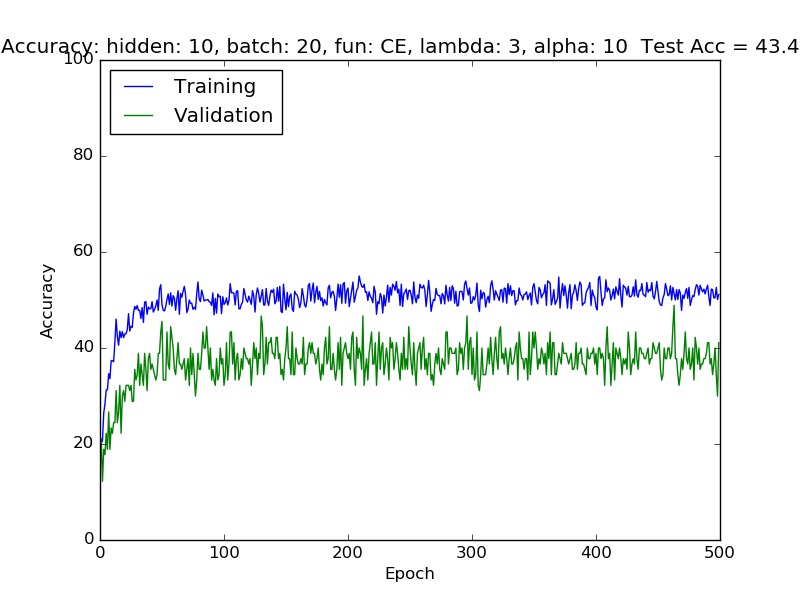 Accuracy: hidden: 10, batch: 20, fun: CE, lambda: 3, alpha: 10  Test Acc = 43.4
100
Training
Validation
80
60
40
20
0
Accuracy
0 100 200 300 400 500
Epoch